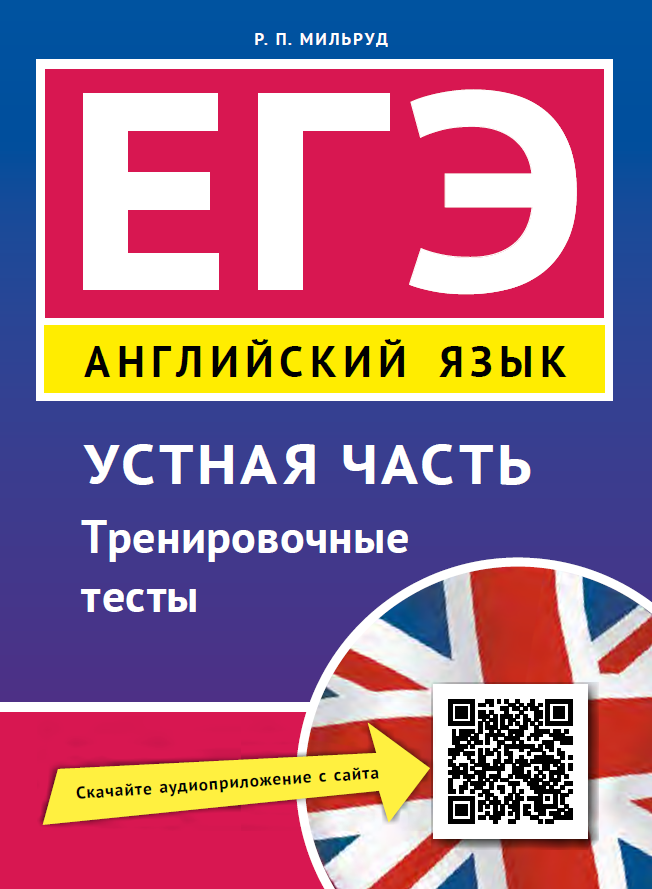 Р. П. МИЛЬРУД
ЕГЭ
АНГЛИЙСКИЙ ЯЗЫК
УСТНАЯ ЧАСТЬ
Тренировочные
тесты
Скачайте аудиоприложение с сайта